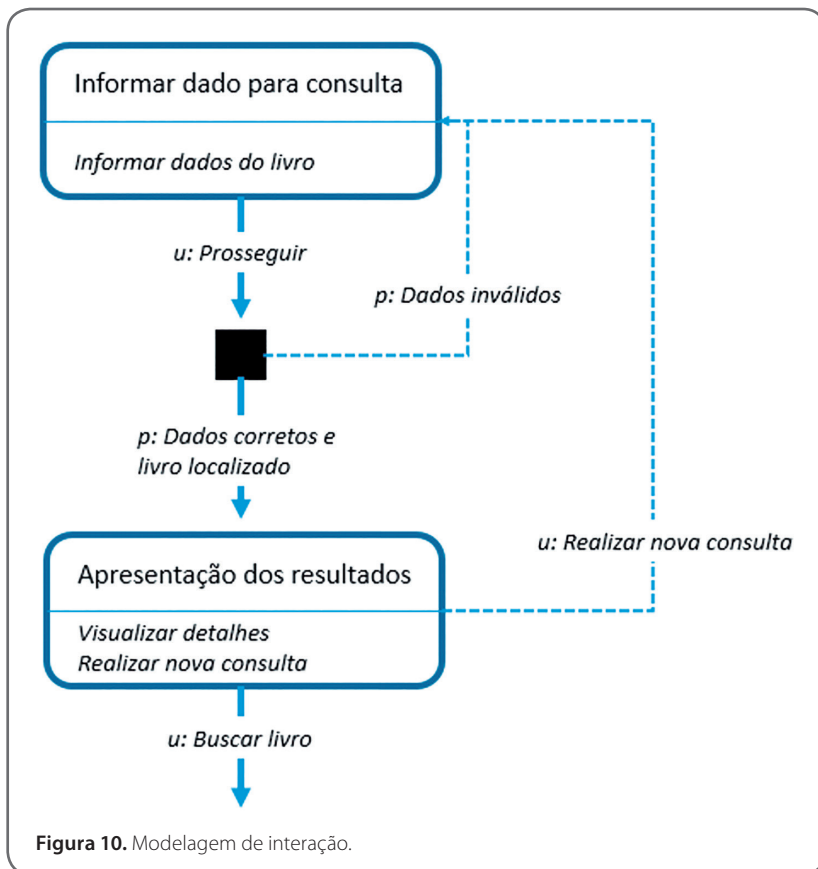 Informar dado para consulta
Informar dados do livro
u: Prosseguir
p: Dados inválidos
p: Dados corretos e
livro localizado
u: Realizar nova consulta
Apresentação dos resultados
Visualizar detalhes
Realizar nova consulta
u: Buscar livro
Figura 10. Modelagem de interação.